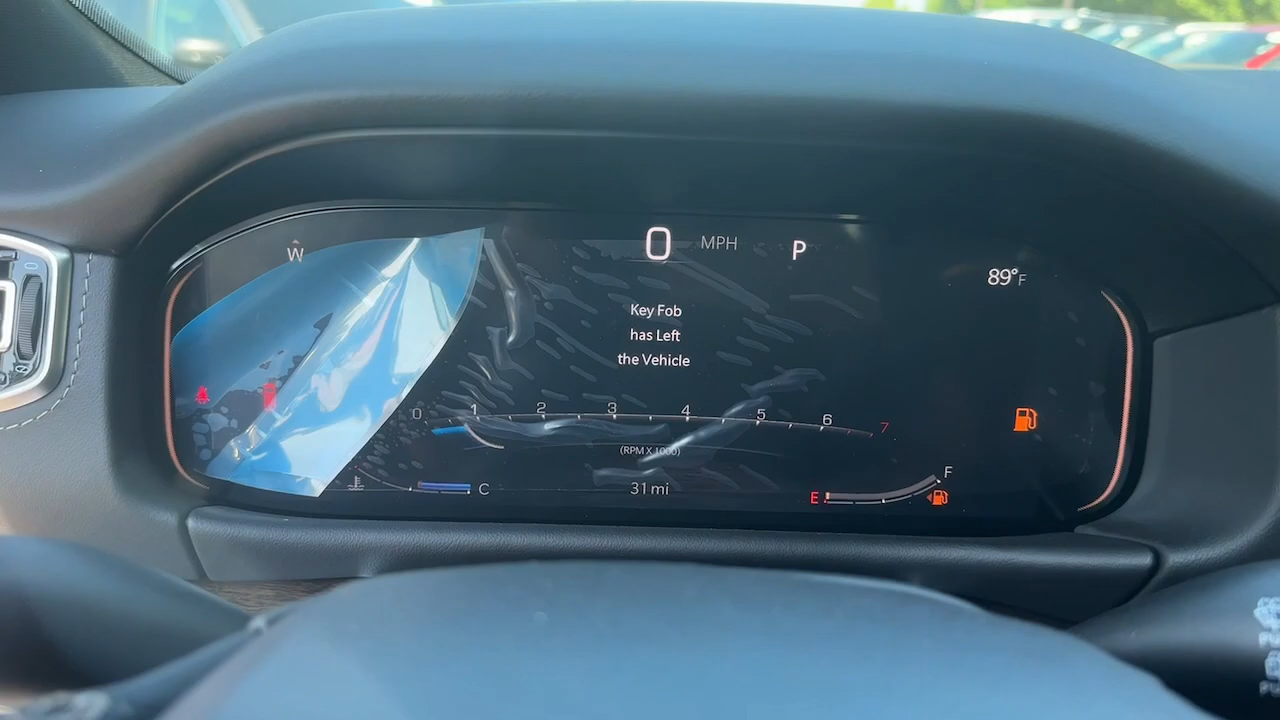 W
0 MPH P
89°F
Key Fob
has Left
the Vehicle
0 1 2 3 4 5 6 7
(RPM X 1000)
C
31 mi
E F